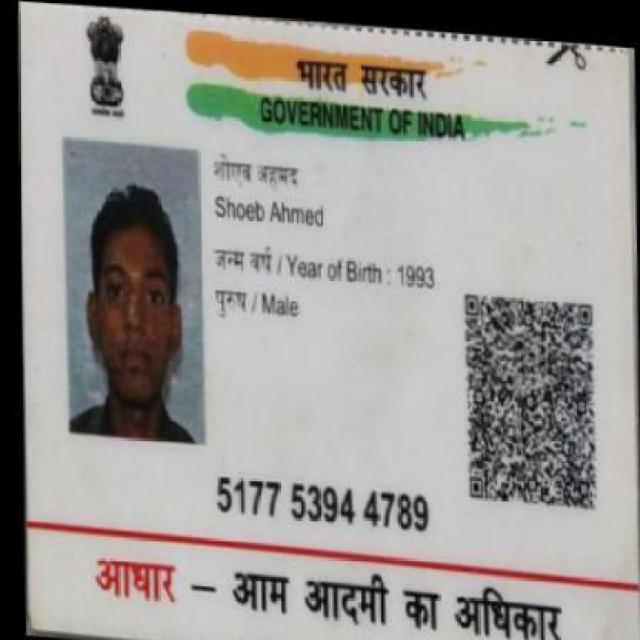 भारत सरकार
GOVERNMENT OF INDIA
शोएब अहमद
Shoeb Ahmed
जन्म वर्ष / Year of Birth : 1993
पुरुष / Male
5177 5394 4789
आधार – आम आदमी का अधिकार